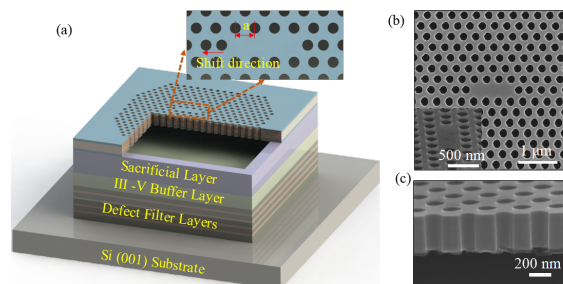 (a)
a
Shift direction
Sacrificial Layer
III -V Buffer Layer
Defect Filter Layers
Si (001) Substrate
(b)
500 nm
1 μm
(c)
200 nm